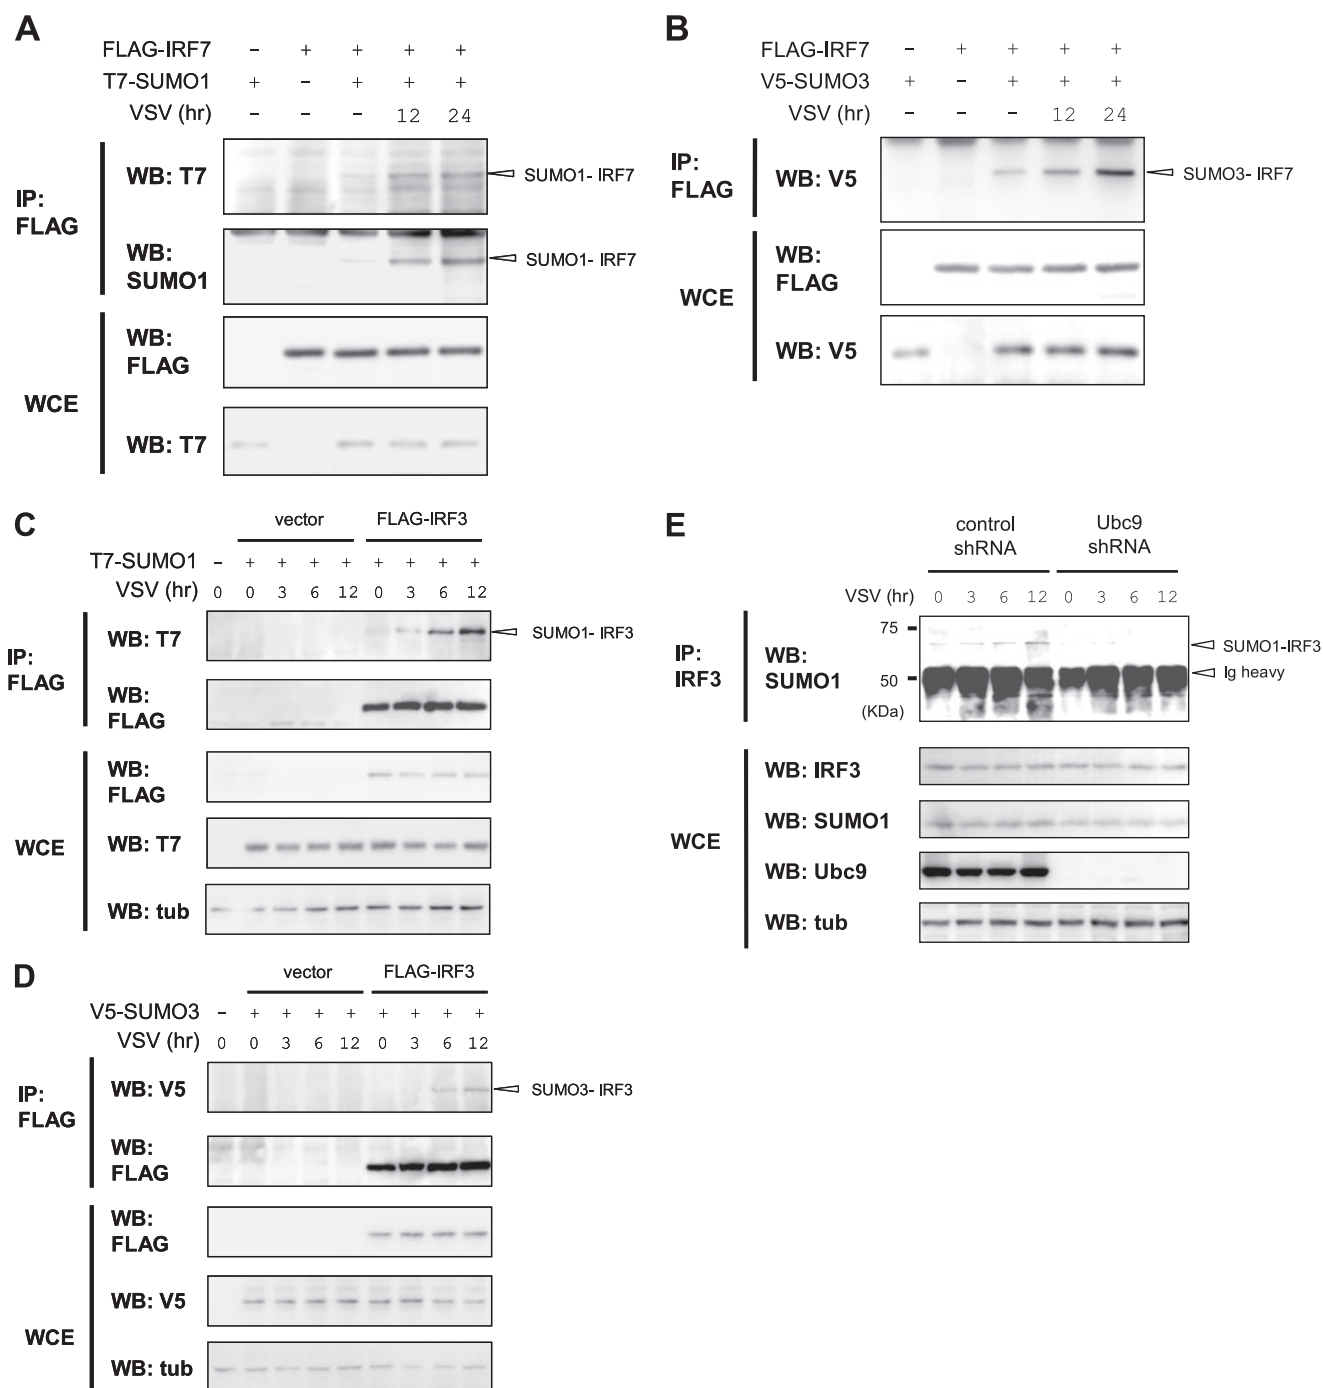 A
FLAG-IRF7 – + + + +
T7-SUMO1 + – + + +
VSV (hr) – – – 12 24
IP:
FLAG
WB: T7
SUMO1- IRF7
WB:
SUMO1
SUMO1- IRF7
WCE
WB:
FLAG
WB: T7
B
FLAG-IRF7 – + + + +
V5-SUMO3 + – + + +
VSV (hr) – – – 12 24
IP:
FLAG
WB: V5
SUMO3- IRF7
WCE
WB:
FLAG
WB: V5
C
vector FLAG-IRF3
T7-SUMO1 – + + + + + + + +
VSV (hr) 0 0 3 6 12 0 3 6 12
IP:
FLAG
WB: T7
SUMO1- IRF3
WB:
FLAG
WCE
WB:
FLAG
WB: T7
WB: tub
D
vector FLAG-IRF3
V5-SUMO3 – + + + + + + + +
VSV (hr) 0 0 3 6 12 0 3 6 12
IP:
FLAG
WB: V5
SUMO3- IRF3
WB:
FLAG
WCE
WB:
FLAG
WB: V5
WB: tub
E
control
shRNA
Ubc9
shRNA
VSV (hr) 0 3 6 12 0 3 6 12
IP:
IRF3
WB:
SUMO1
75
50
(KDa)
SUMO1-IRF3
Ig heavy
WCE
WB: IRF3
WB: SUMO1
WB: Ubc9
WB: tub